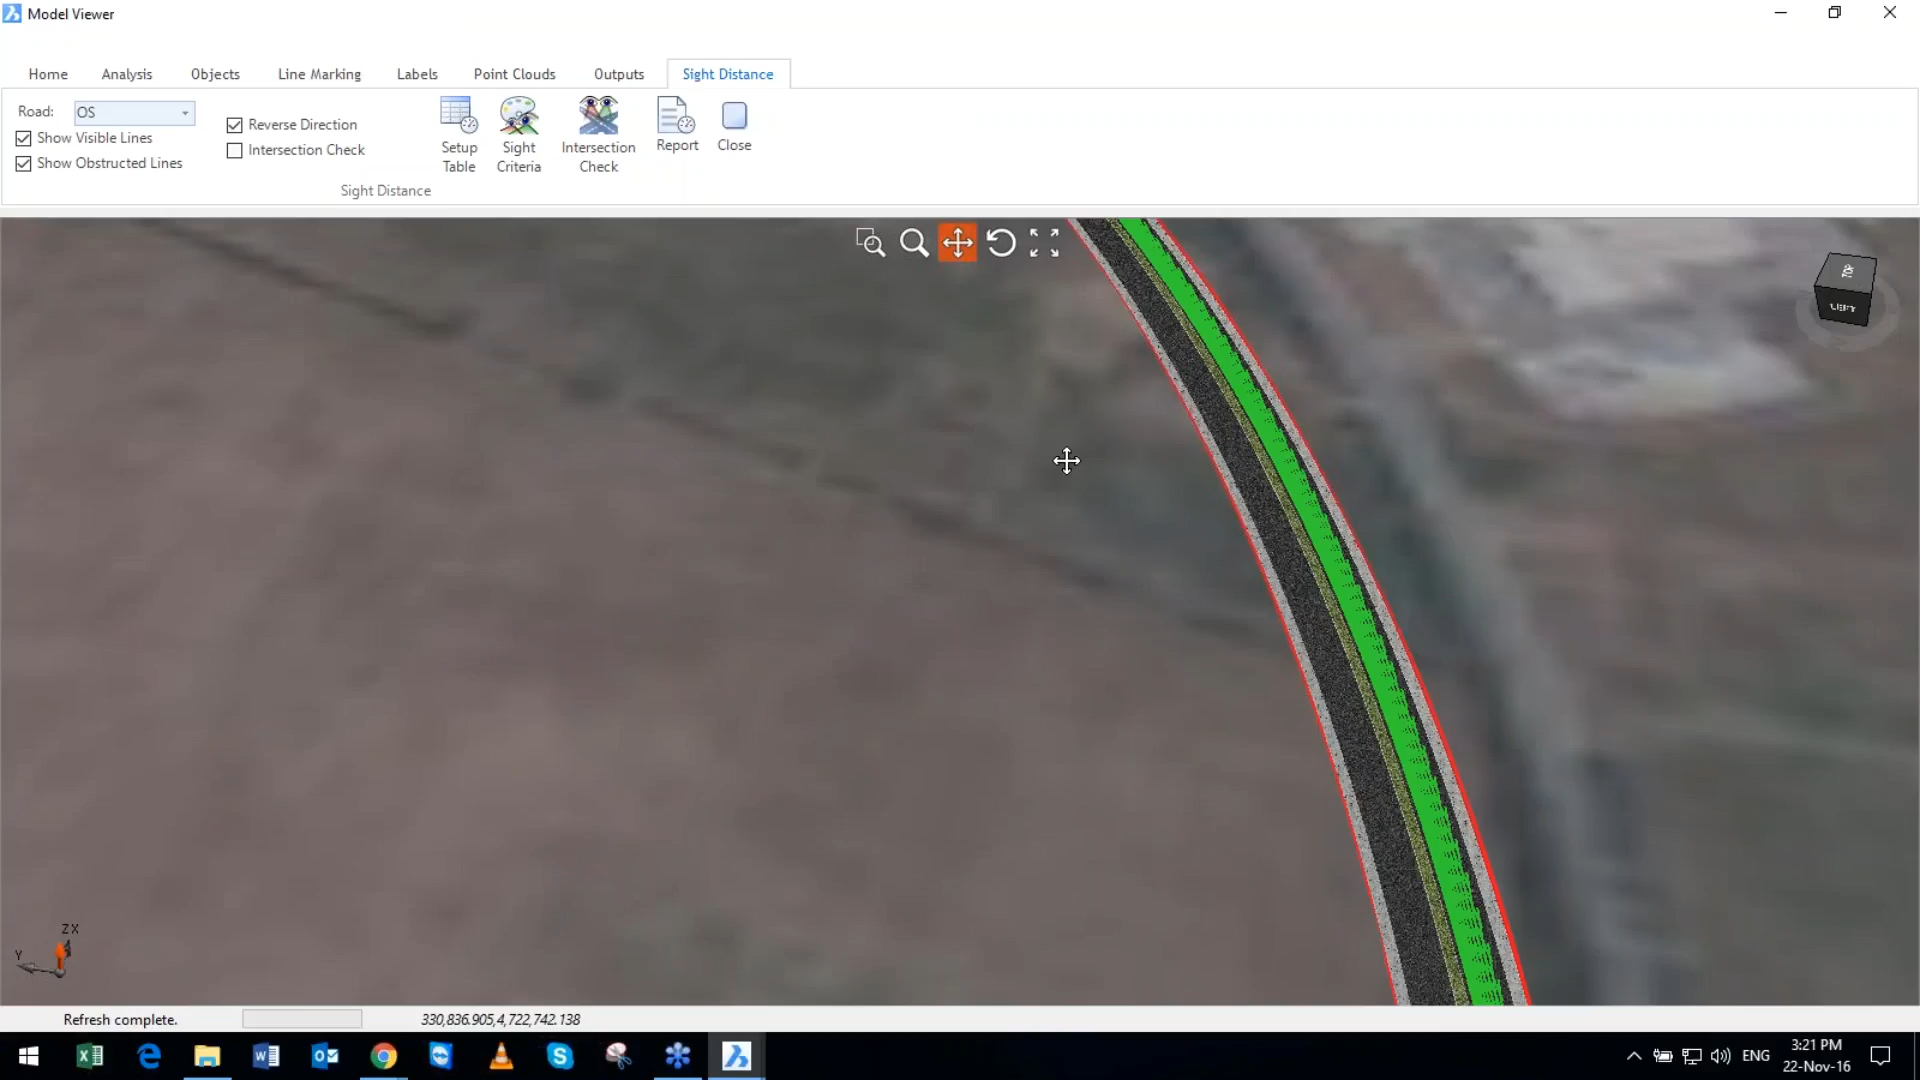 Model Viewer
Home Analysis Objects Line Marking Labels Point Clouds Outputs Sight Distance
Road: OS
Show Visible Lines
Show Obstructed Lines
Reverse Direction
Intersection Check
Setup Table
Sight Criteria
Intersection Check
Report
Close
Sight Distance
TOP
LEFT
Z X
Y
Refresh complete. 330,836.905,4,722,742.138
ENG
3:21 PM
22-Nov-16